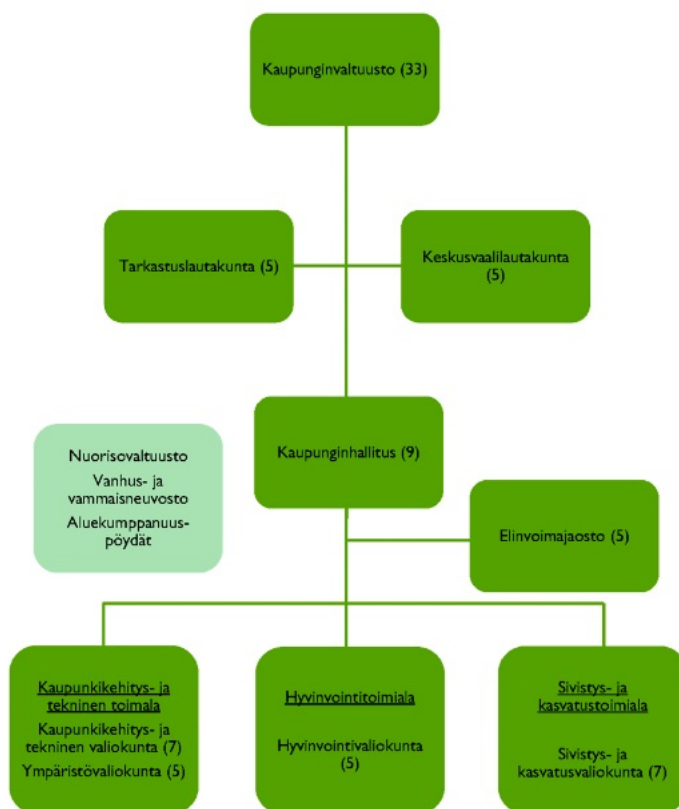 Kaupunginvaltuusto (33)
Tarkastuslautakunta (5)
Keskusvaalilautakunta
(5)
Kaupunginhallitus (9)
Nuorisovaltuusto
Vanhus- ja
vammaisneuvosto
Aluekumppanuus-
pöydät
Elinvoimajaosto (5)
Kaupunkikehitys- ja
tekninen toimala
Kaupunkikehitys- ja
tekninen valiokunta (7)
Ympäristövaliokunta (5)
Hyvinvointitoimiala
Hyvinvointivaliokunta
(5)
Sivistys- ja
kasvatustoimiala
Sivistys- ja
kasvatusvaliokunta (7)